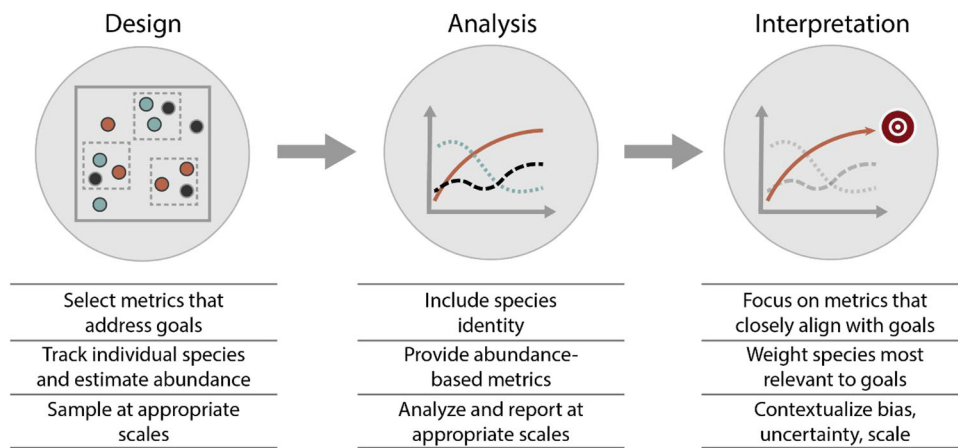 Design
Select metrics that
address goals
Track individual species
and estimate abundance
Sample at appropriate
scales
Analysis
Include species
identity
Provide abundance-
based metrics
Analyze and report at
appropriate scales
Interpretation
Focus on metrics that
closely align with goals
Weight species most
relevant to goals
Contextualize bias,
uncertainty, scale